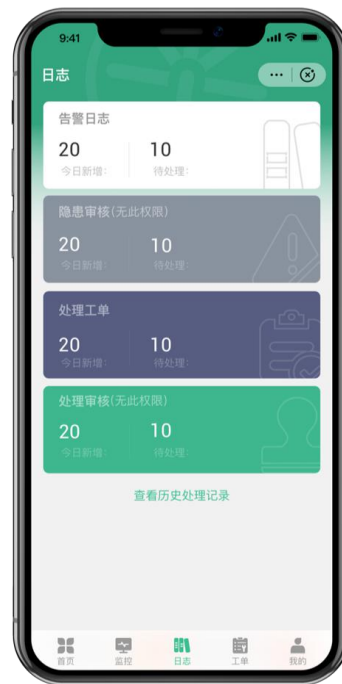 9:41
日志
告警日志
20 10
今日新增: 待处理:
隐患审核(无此权限)
20 10
今日新增: 待处理:
处理工单
20 10
今日新增: 待处理:
处理审核(无此权限)
20 10
今日新增: 待处理:
查看历史处理记录
首页 监控 日志 工单 我的